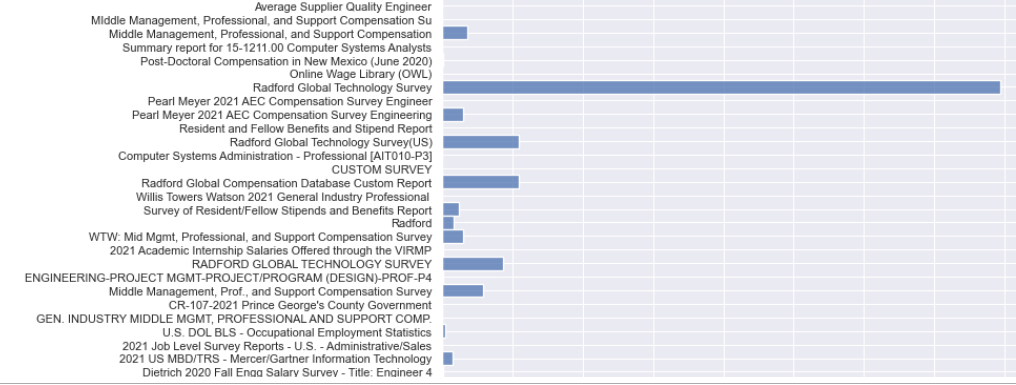 Average Supplier Quality Engineer
MIddle Management, Professional, and Support Compensation Su
Middle Management, Professional, and Support Compensation
Summary report for 15-1211.00 Computer Systems Analysts
Post-Doctoral Compensation in New Mexico (June 2020)
Online Wage Library (OWL)
Radford Global Technology Survey
Pearl Meyer 2021 AEC Compensation Survey Engineer
Pearl Meyer 2021 AEC Compensation Survey Engineering
Resident and Fellow Benefits and Stipend Report
Radford Global Technology Survey(US)
Computer Systems Administration - Professional [AIT010-P3]
CUSTOM SURVEY
Radford Global Compensation Database Custom Report
Willis Towers Watson 2021 General Industry Professional
Survey of Resident/Fellow Stipends and Benefits Report
Radford
WTW: Mid Mgmt, Professional, and Support Compensation Survey
2021 Academic Internship Salaries Offered through the VIRMP
RADFORD GLOBAL TECHNOLOGY SURVEY
ENGINEERING-PROJECT MGMT-PROJECT/PROGRAM (DESIGN)-PROF-P4
Middle Management, Prof., and Support Compensation Survey
CR-107-2021 Prince George's County Government
GEN. INDUSTRY MIDDLE MGMT, PROFESSIONAL AND SUPPORT COMP.
U.S. DOL BLS - Occupational Employment Statistics
2021 Job Level Survey Reports - U.S. - Administrative/Sales
2021 US MBD/TRS - Mercer/Gartner Information Technology
Dietrich 2020 Fall Engg Salary Survey - Title: Engineer 4